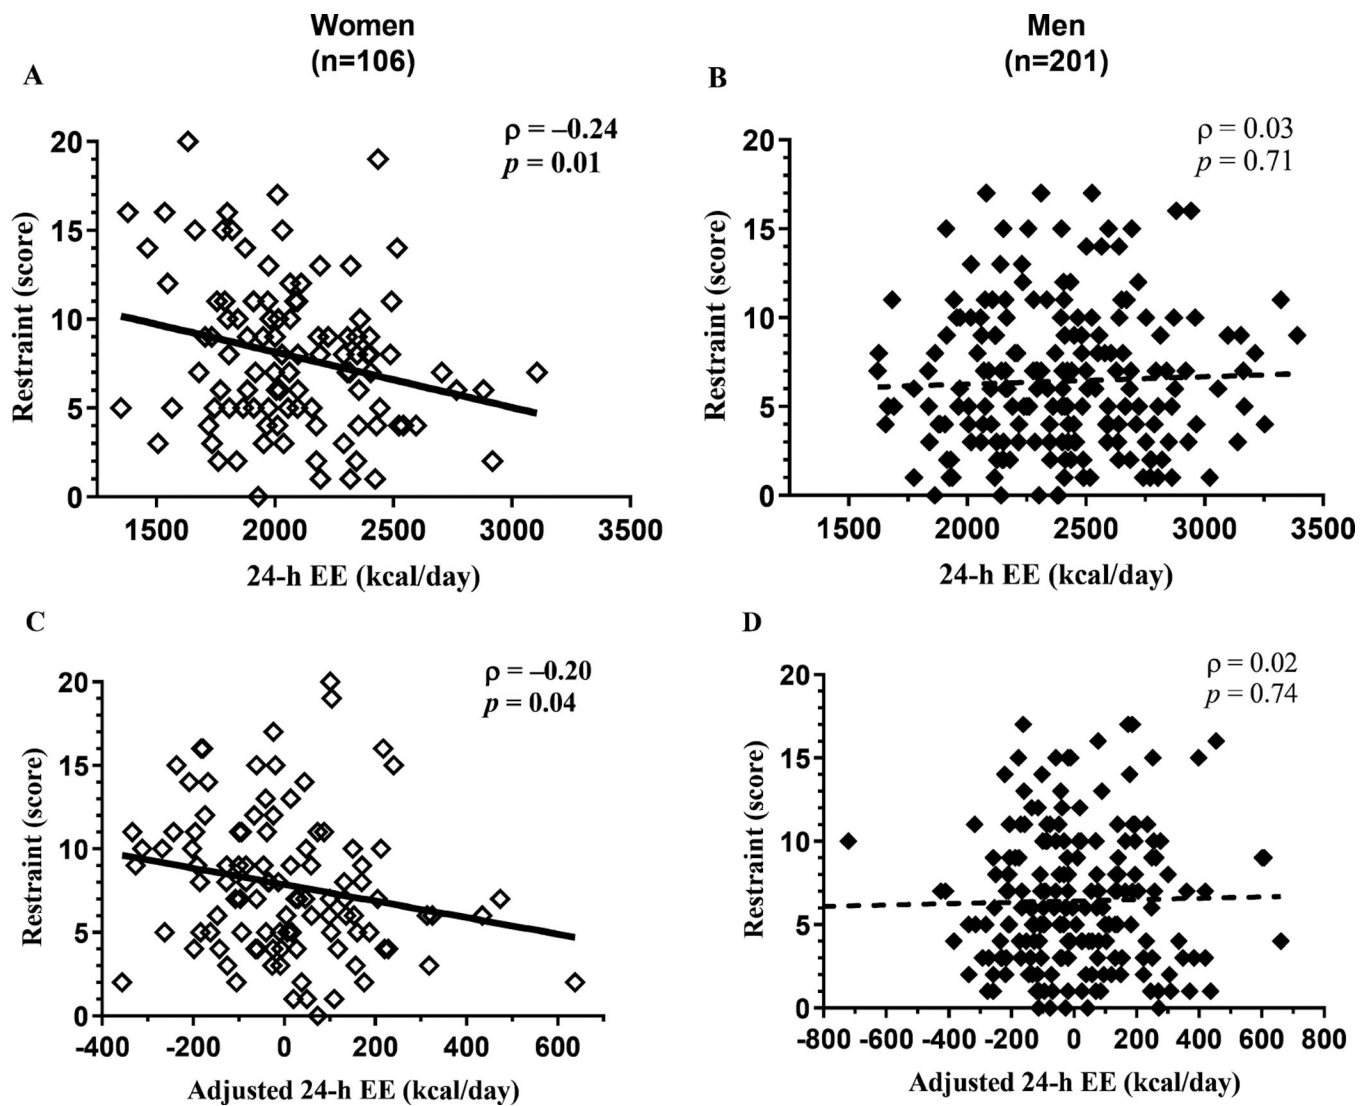 Women
(n=106)
Men
(n=201)
A
ρ = –0.24
p = 0.01
20
15
10
5
0
Restraint (score)
1500 2000 2500 3000 3500
24-h EE (kcal/day)
B
ρ = 0.03
p = 0.71
20
15
10
5
0
Restraint (score)
1500 2000 2500 3000 3500
24-h EE (kcal/day)
C
ρ = –0.20
p = 0.04
20
15
10
5
0
Restraint (score)
-400 -200 0 200 400 600
Adjusted 24-h EE (kcal/day)
D
ρ = 0.02
p = 0.74
20
15
10
5
0
Restraint (score)
-800 -600 -400 -200 0 200 400 600 800
Adjusted 24-h EE (kcal/day)